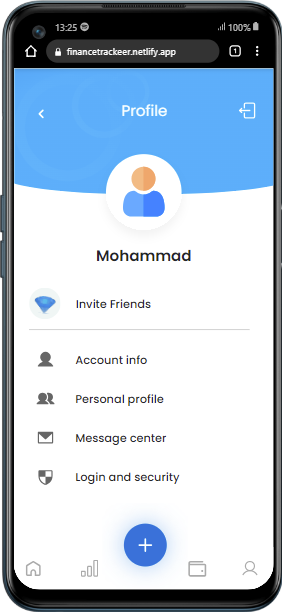 13:25
100%
financetrackeer.netlify.app
1
Profile
Mohammad
Invite Friends
Account info
Personal profile
Message center
Login and security